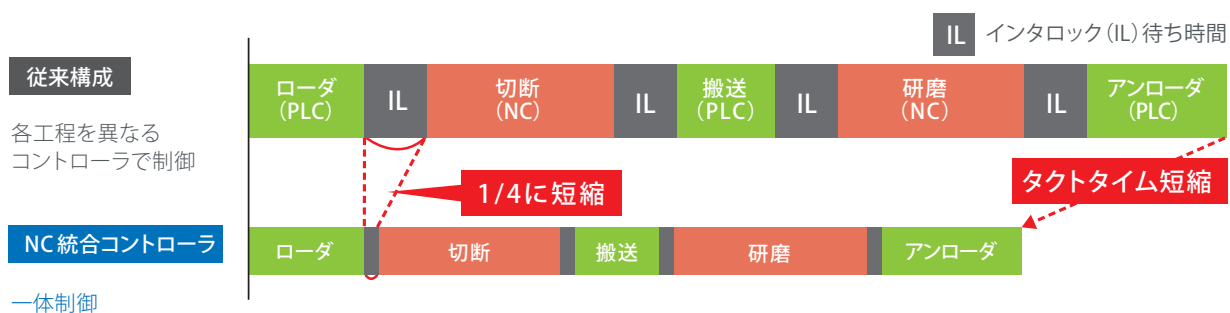 IL インタロック(IL)待ち時間
従来構成
各工程を異なる
コントローラで制御
ローダ
(PLC)
IL
切断
(NC)
IL
搬送
(PLC)
IL
研磨
(NC)
IL
アンローダ
(PLC)
1/4に短縮
タクトタイム短縮
NC統合コントローラ
一体制御
ローダ
切断
搬送
研磨
アンローダ